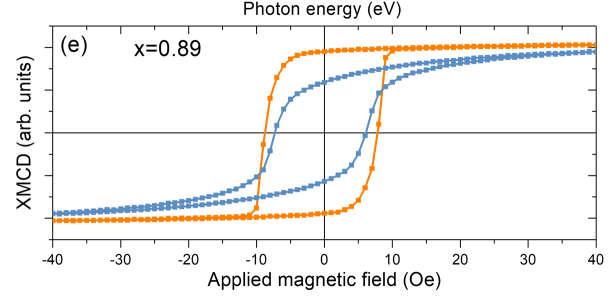 Photon energy (eV)
(e) x=0.89
XMCD (arb. units)
-40 -30 -20 -10 0 10 20 30 40
Applied magnetic field (Oe)